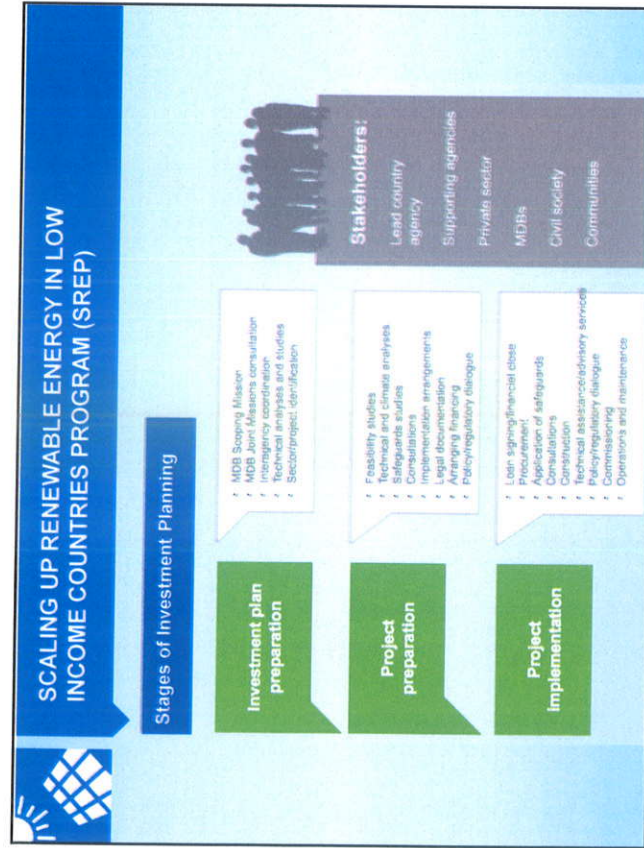 SCALING UP RENEWABLE ENERGY IN LOW
INCOME COUNTRIES PROGRAM (SREP)
Stages of Investment Planning
Investment plan
preparation
MDB Scoping Mission
MDB Joint Missions consultation
Interagency coordination
Technical analyses and studies
Sector/project identification
Project
preparation
Feasibility studies
Technical and climate analyses
Safeguards studies
Consultations
Implementation arrangements
Legal documentation
Arranging financing
Policy/regulatory dialogue
Project
implementation
Loan signing/financial close
Procurement
Application of safeguards
Consultations
Construction
Technical assistance/advisory services
Policy/regulatory dialogue
Commissioning
Operations and maintenance
Stakeholders:
Lead country
agency
Supporting agencies
Private sector
MDBs
Civil society
Communities